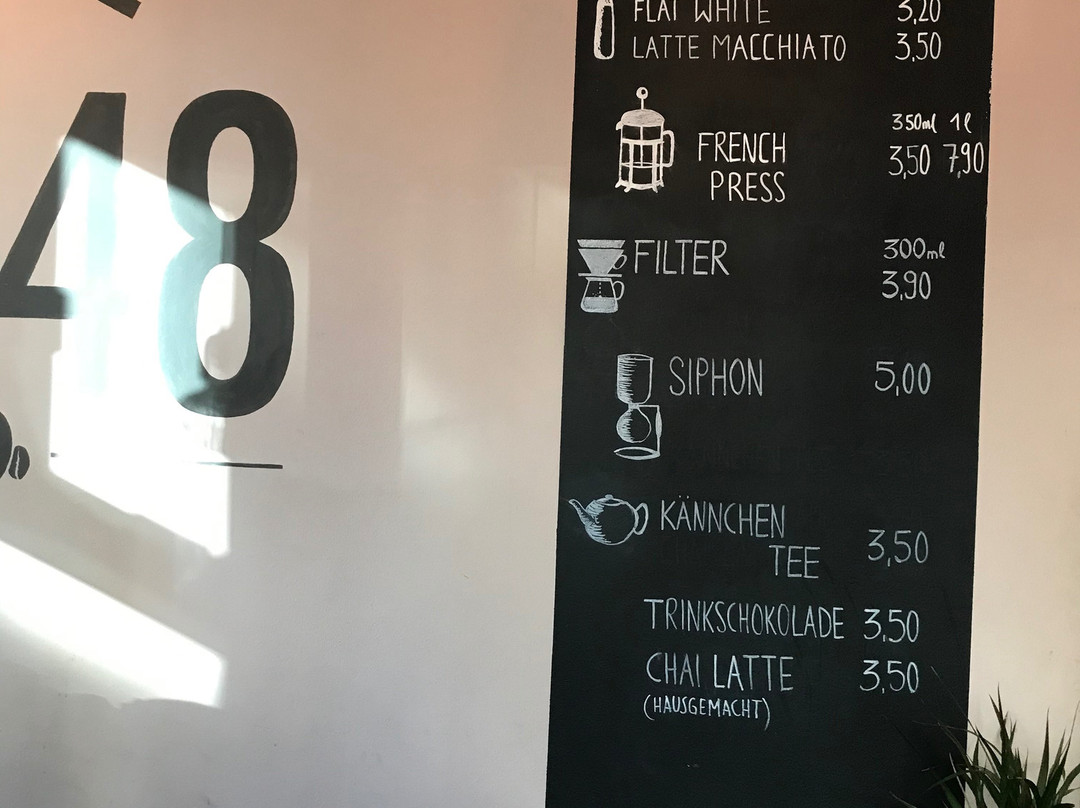 48
FLAT WHITE 3,20
LATTE MACCHIATO 3,50
350ml 1l
FRENCH 3,50 7,90
PRESS
FILTER 300ml
3,90
SIPHON 5,00
KÄNNCHEN
TEE 3,50
TRINKSCHOKOLADE 3,50
CHAI LATTE 3,50
(HAUSGEMACHT)